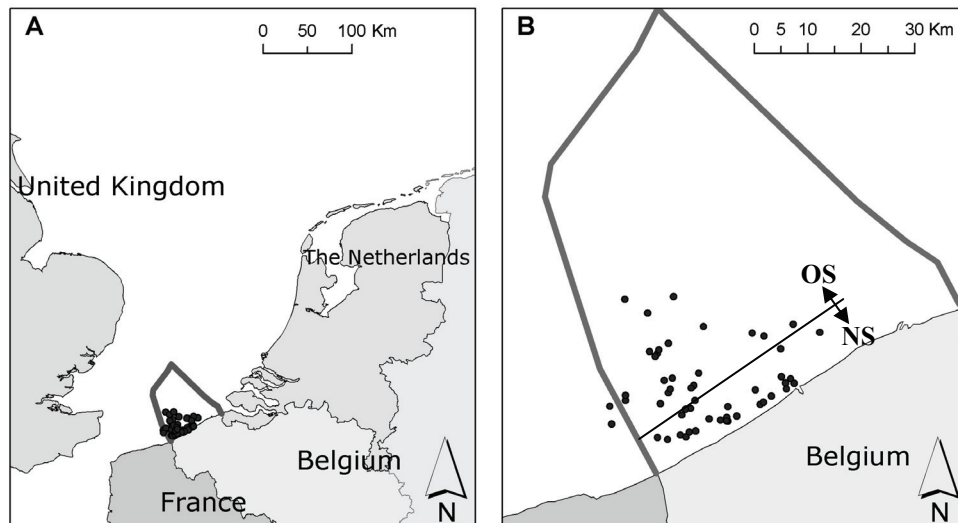 A
0 50 100 Km
United Kingdom
The Netherlands
Belgium
France
N
B
0 5 10 20 30 Km
OS
NS
Belgium
N